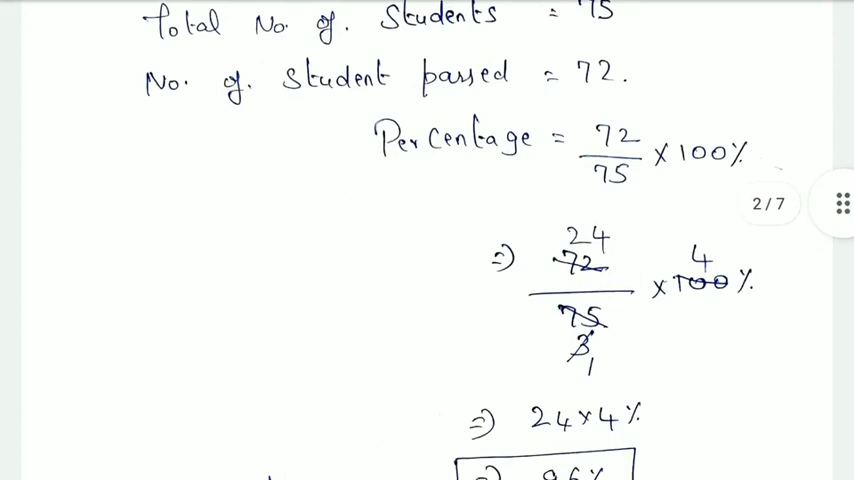 Total No. of. Students = 75
No. of. Student passed = 72.
Percentage = 72/75 × 100%
2/7
=) 24
72/75 × 100%
4
3
1
=) 24×4%
=) 96%